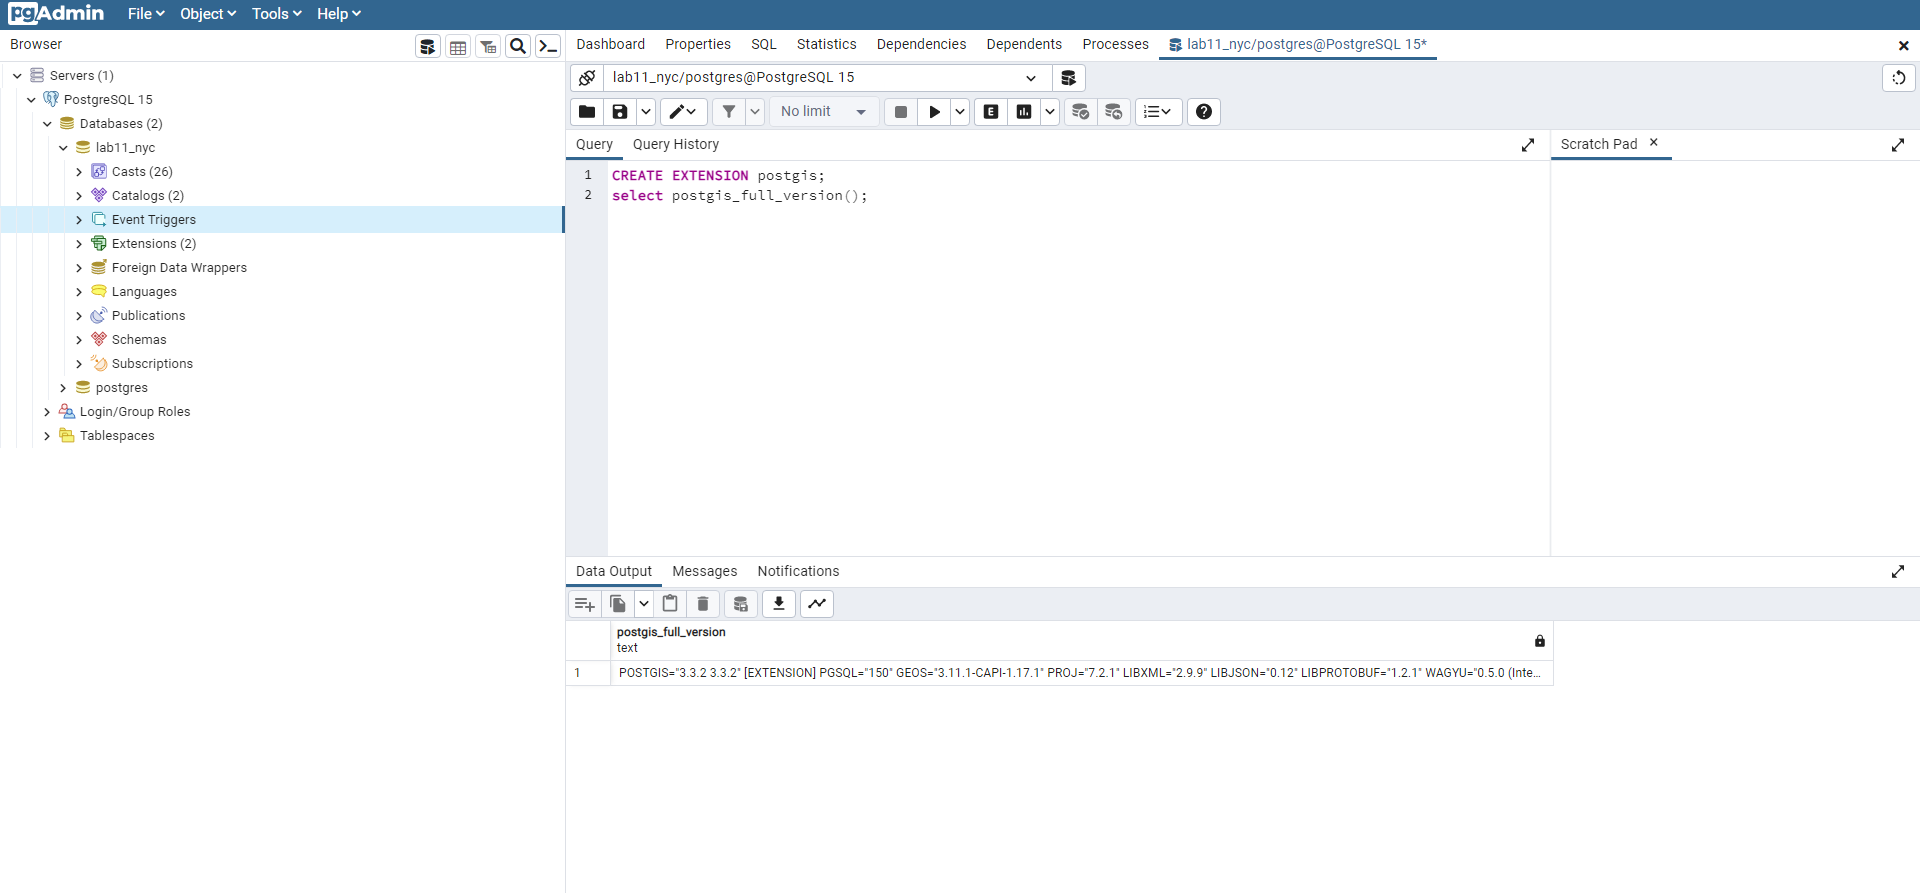 pgAdmin File Object Tools Help
Browser
Servers (1)
PostgreSQL 15
Databases (2)
lab11_nyc
Casts (26)
Catalogs (2)
Event Triggers
Extensions (2)
Foreign Data Wrappers
Languages
Publications
Schemas
Subscriptions
postgres
Login/Group Roles
Tablespaces
Dashboard Properties SQL Statistics Dependencies Dependents Processes lab11_nyc/postgres@PostgreSQL 15*
lab11_nyc/postgres@PostgreSQL 15
No limit E
Query Query History
1 CREATE EXTENSION postgis;
2 select postgis_full_version();
Scratch Pad
Data Output Messages Notifications
postgis_full_version
text
1 POSTGIS="3.3.2 3.3.2" [EXTENSION] PGSQL="150" GEOS="3.11.1-CAPI-1.17.1" PROJ="7.2.1" LIBXML="2.9.9" LIBJSON="0.12" LIBPROTOBUF="1.2.1" WAGYU="0.5.0 (Inte...